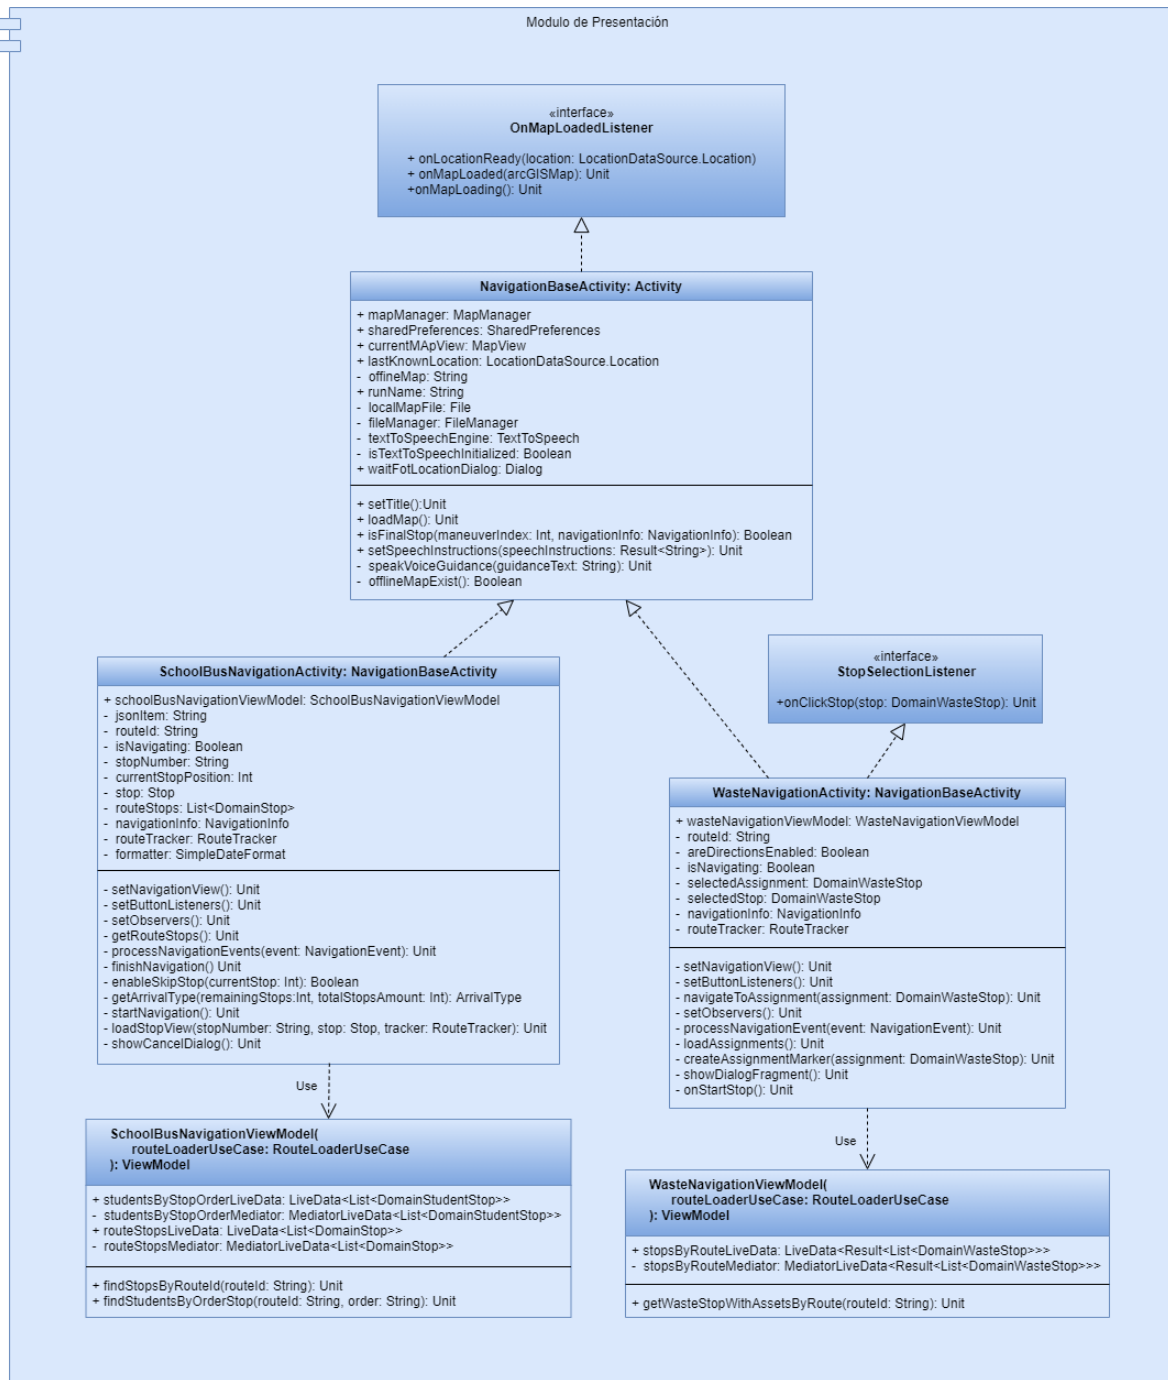 Modulo de Presentación
«interface»
OnMapLoadedListener
+ onLocationReady(location: LocationDataSource.Location)
+ onMapLoaded(arcGISMap): Unit
+onMapLoading(): Unit
NavigationBaseActivity: Activity
+ mapManager: MapManager
+ sharedPreferences: SharedPreferences
+ currentMApView: MapView
+ lastKnownLocation: LocationDataSource.Location
- offineMap: String
+ runName: String
- localMapFile: File
- fileManager: FileManager
- textToSpeechEngine: TextToSpeech
- isTextToSpeechInitialized: Boolean
+ waitFotLocationDialog: Dialog
+ setTitle():Unit
+ loadMap(): Unit
+ isFinalStop(maneuverIndex: Int, navigationInfo: NavigationInfo): Boolean
+ setSpeechInstructions(speechInstructions: Result<String>): Unit
- speakVoiceGuidance(guidanceText: String): Unit
- offlineMapExist(): Boolean
«interface»
StopSelectionListener
+onClickStop(stop: DomainWasteStop): Unit
SchoolBusNavigationActivity: NavigationBaseActivity
+ schoolBusNavigationViewModel: SchoolBusNavigationViewModel
- jsonItem: String
- routeId: String
- isNavigating: Boolean
- stopNumber: String
- currentStopPosition: Int
- stop: Stop
- routeStops: List<DomainStop>
- navigationInfo: NavigationInfo
- routeTracker: RouteTracker
- formatter: SimpleDateFormat
- setNavigationView(): Unit
- setButtonListeners(): Unit
- setObservers(): Unit
- getRouteStops(): Unit
- processNavigationEvents(event: NavigationEvent): Unit
- finishNavigation() Unit
- enableSkipStop(currentStop: Int): Boolean
- getArrivalType(remainingStops:Int, totalStopsAmount: Int): ArrivalType
- startNavigation(): Unit
- loadStopView(stopNumber: String, stop: Stop, tracker: RouteTracker): Unit
- showCancelDialog(): Unit
WasteNavigationActivity: NavigationBaseActivity
+ wasteNavigationViewModel: WasteNavigationViewModel
- routeId: String
- areDirectionsEnabled: Boolean
- isNavigating: Boolean
- selectedAssignment: DomainWasteStop
- selectedStop: DomainWasteStop
- navigationInfo: NavigationInfo
- routeTracker: RouteTracker
- setNavigationView(): Unit
- setButtonListeners(): Unit
- navigateToAssignment(assignment: DomainWasteStop): Unit
- setObservers(): Unit
- processNavigationEvent(event: NavigationEvent): Unit
- loadAssignments(): Unit
- createAssignmentMarker(assignment: DomainWasteStop): Unit
- showDialogFragment(): Unit
- onStartStop(): Unit
Use
SchoolBusNavigationViewModel(
routeLoaderUseCase: RouteLoaderUseCase
): ViewModel
+ studentsByStopOrderLiveData: LiveData<List<DomainStudentStop>>
- studentsByStopOrderMediator: MediatorLiveData<List<DomainStudentStop>>
+ routeStopsLiveData: LiveData<List<DomainStop>>
- routeStopsMediator: MediatorLiveData<List<DomainStop>>
+ findStopsByRouteId(routeId: String): Unit
+ findStudentsByOrderStop(routeId: String, order: String): Unit
Use
WasteNavigationViewModel(
routeLoaderUseCase: RouteLoaderUseCase
): ViewModel
+ stopsByRouteLiveData: LiveData<Result<List<DomainWasteStop>>>
- stopsByRouteMediator: MediatorLiveData<Result<List<DomainWasteStop>>>
+ getWasteStopWithAssetsByRoute(routeId: String): Unit